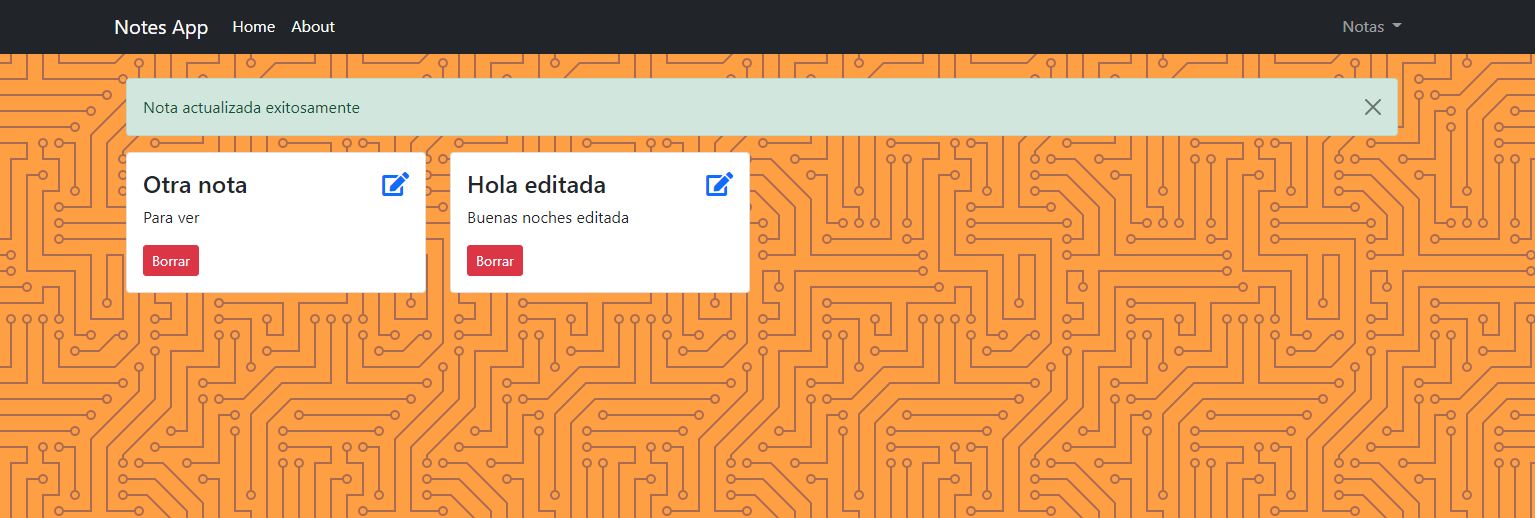 Notes App Home About Notas
Nota actualizada exitosamente
Otra nota
Para ver
Borrar
Hola editada
Buenas noches editada
Borrar